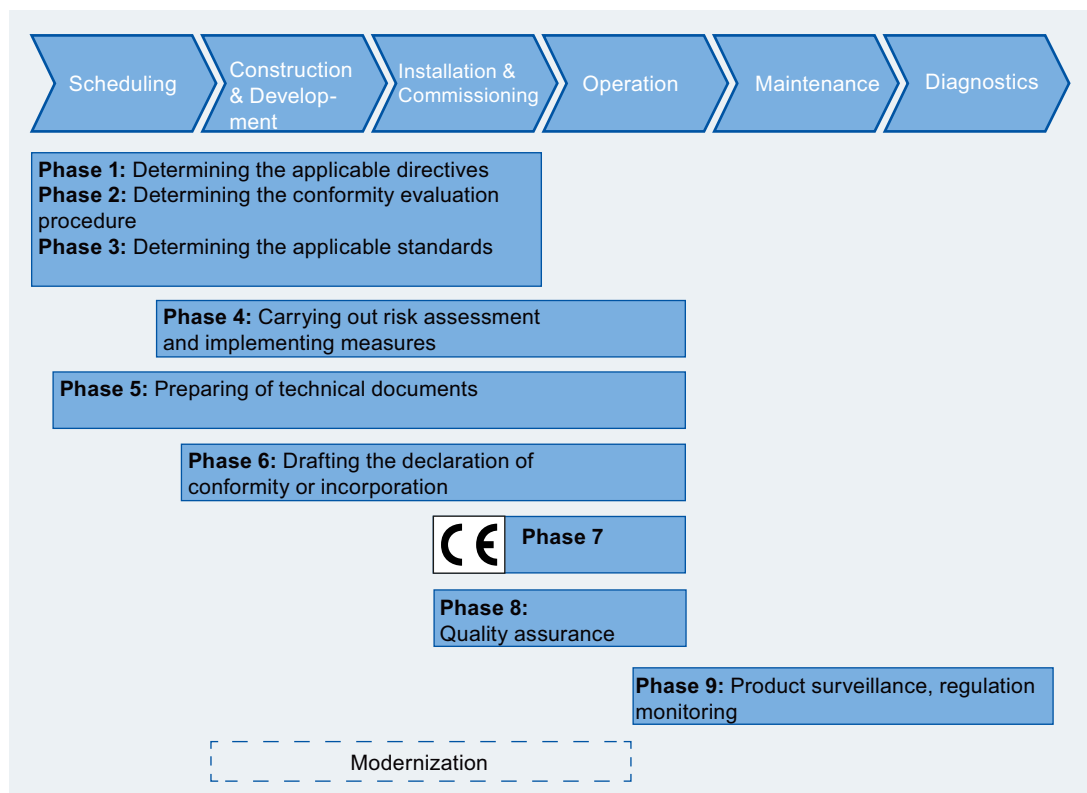 Scheduling
Construction
& Develop-
ment
Installation &
Commissioning
Operation
Maintenance
Diagnostics
Phase 1: Determining the applicable directives
Phase 2: Determining the conformity evaluation
procedure
Phase 3: Determining the applicable standards
Phase 4: Carrying out risk assessment
and implementing measures
Phase 5: Preparing of technical documents
Phase 6: Drafting the declaration of
conformity or incorporation
CE Phase 7
Phase 8:
Quality assurance
Phase 9: Product surveillance, regulation
monitoring
Modernization